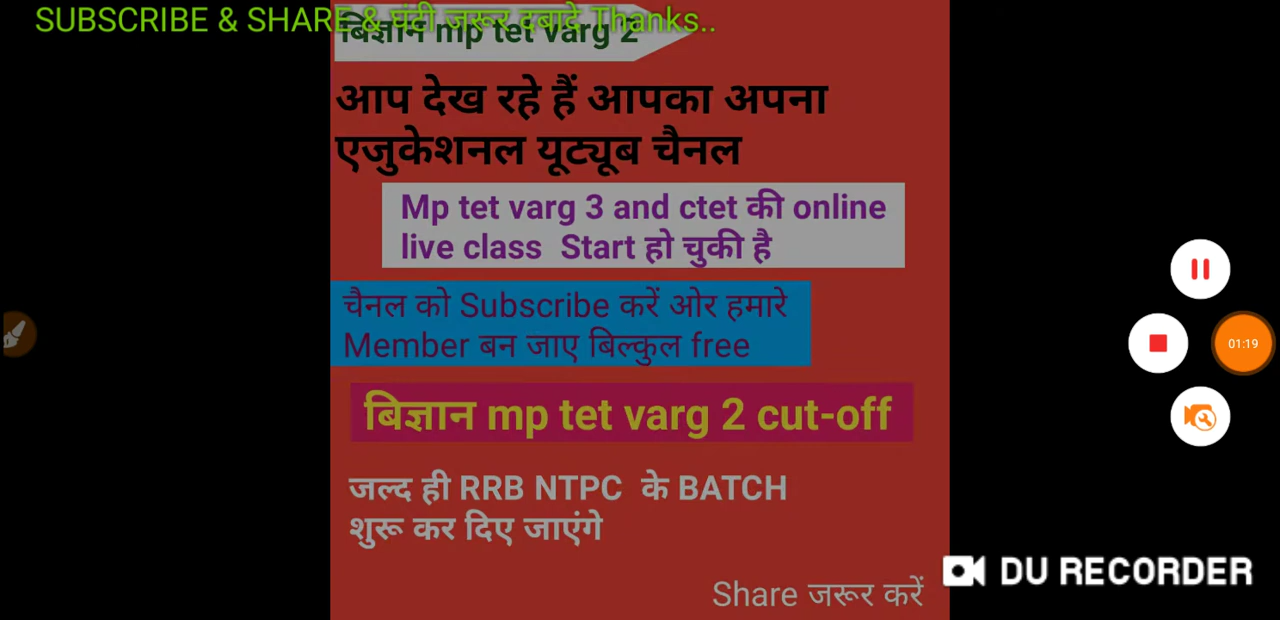 SUBSCRIBE & SHARE & घंटी जरूर दबादे Thanks..
बिज्ञान mp tet varg 2
आप देख रहे हैं आपका अपना
एजुकेशनल यूट्यूब चैनल
Mp tet varg 3 and ctet की online
live class Start हो चुकी है
चैनल को Subscribe करें ओर हमारे
Member बन जाए बिल्कुल free
बिज्ञान mp tet varg 2 cut-off
जल्द ही RRB NTPC के BATCH
शुरू कर दिए जाएंगे
01:19
DU RECORDER
Share जरूर करें